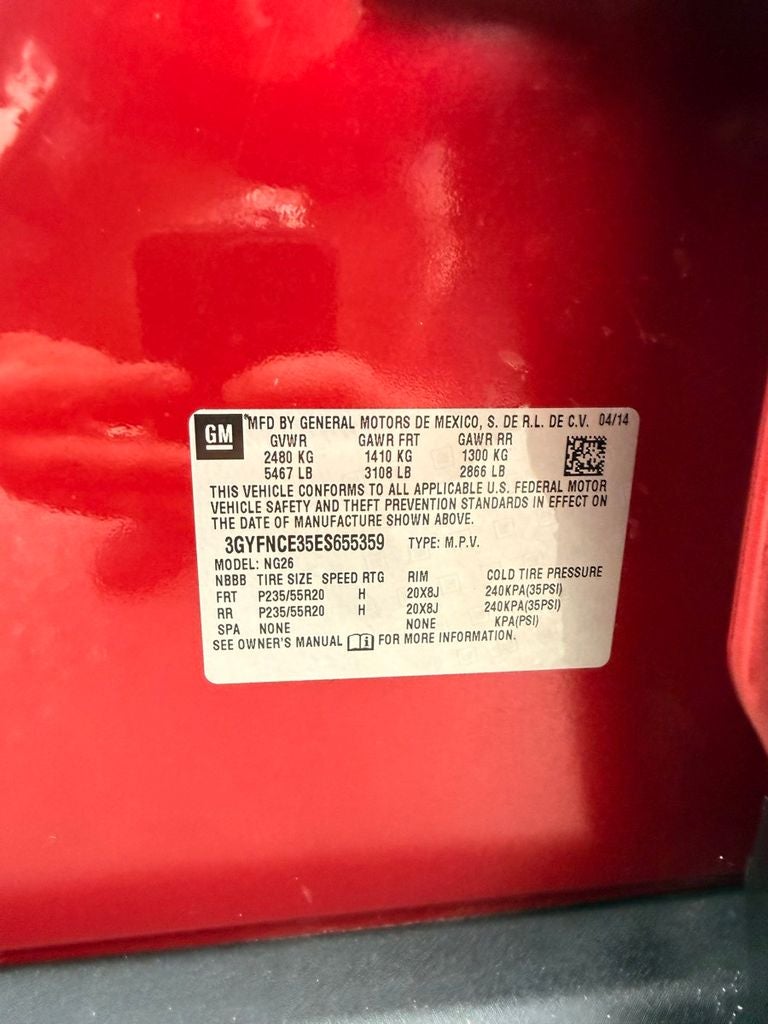 GM MFD BY GENERAL MOTORS DE MEXICO, S. DE R.L. DE C.V. 04/14
GVWR GAWR FRT GAWR RR
2480 KG 1410 KG 1300 KG
5467 LB 3108 LB 2866 LB
THIS VEHICLE CONFORMS TO ALL APPLICABLE U.S. FEDERAL MOTOR
VEHICLE SAFETY AND THEFT PREVENTION STANDARDS IN EFFECT ON
THE DATE OF MANUFACTURE SHOWN ABOVE.
3GYFNCE35ES655359 TYPE: M.P.V.
MODEL: NG26
NBBB TIRE SIZE SPEED RTG RIM COLD TIRE PRESSURE
FRT P235/55R20 H 20X8J 240KPA(35PSI)
RR P235/55R20 H 20X8J 240KPA(35PSI)
SPA NONE NONE KPA(PSI)
SEE OWNER'S MANUAL FOR MORE INFORMATION.